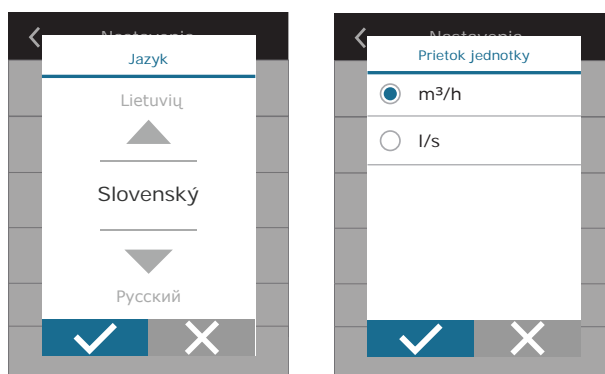 Jazyk
Lietuvių
Slovenský
Русский
Prietok jednotky
m³/h
l/s